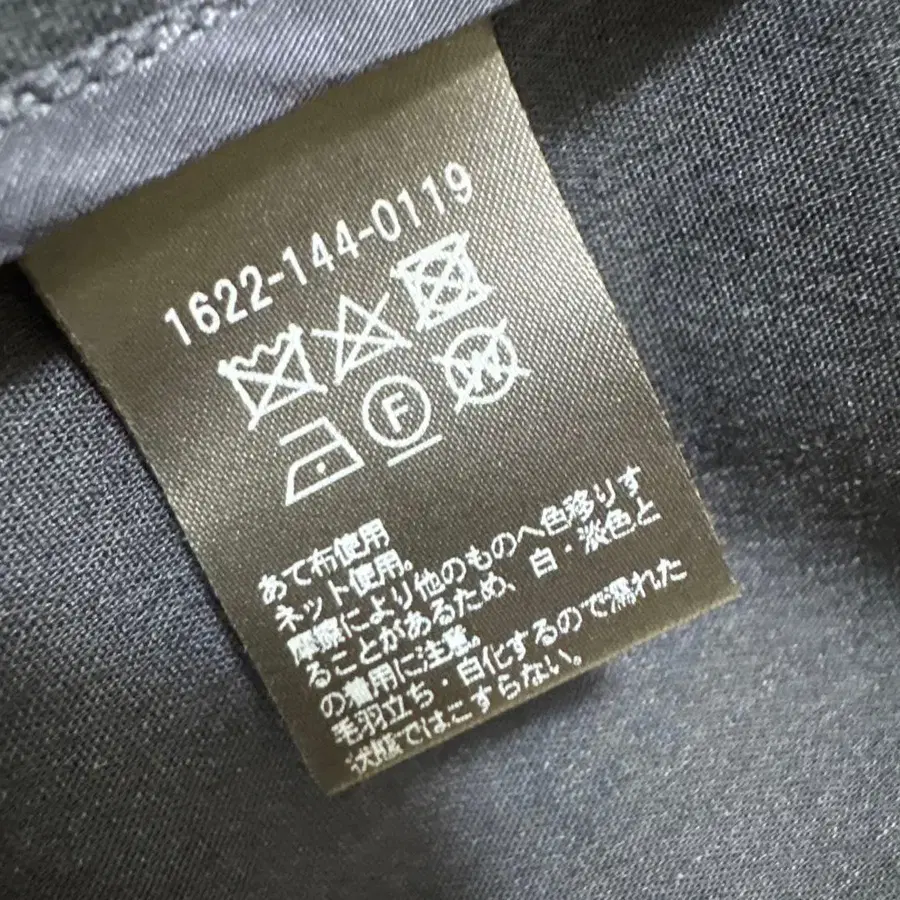 1622-144-0119
F
W
あて布使用
ネット使用。
摩擦により他のものへ色移りす
ることがあるため、白・淡色と
の着用に注意。
毛羽立ち・白化するので濡れた
状態ではこすらない。